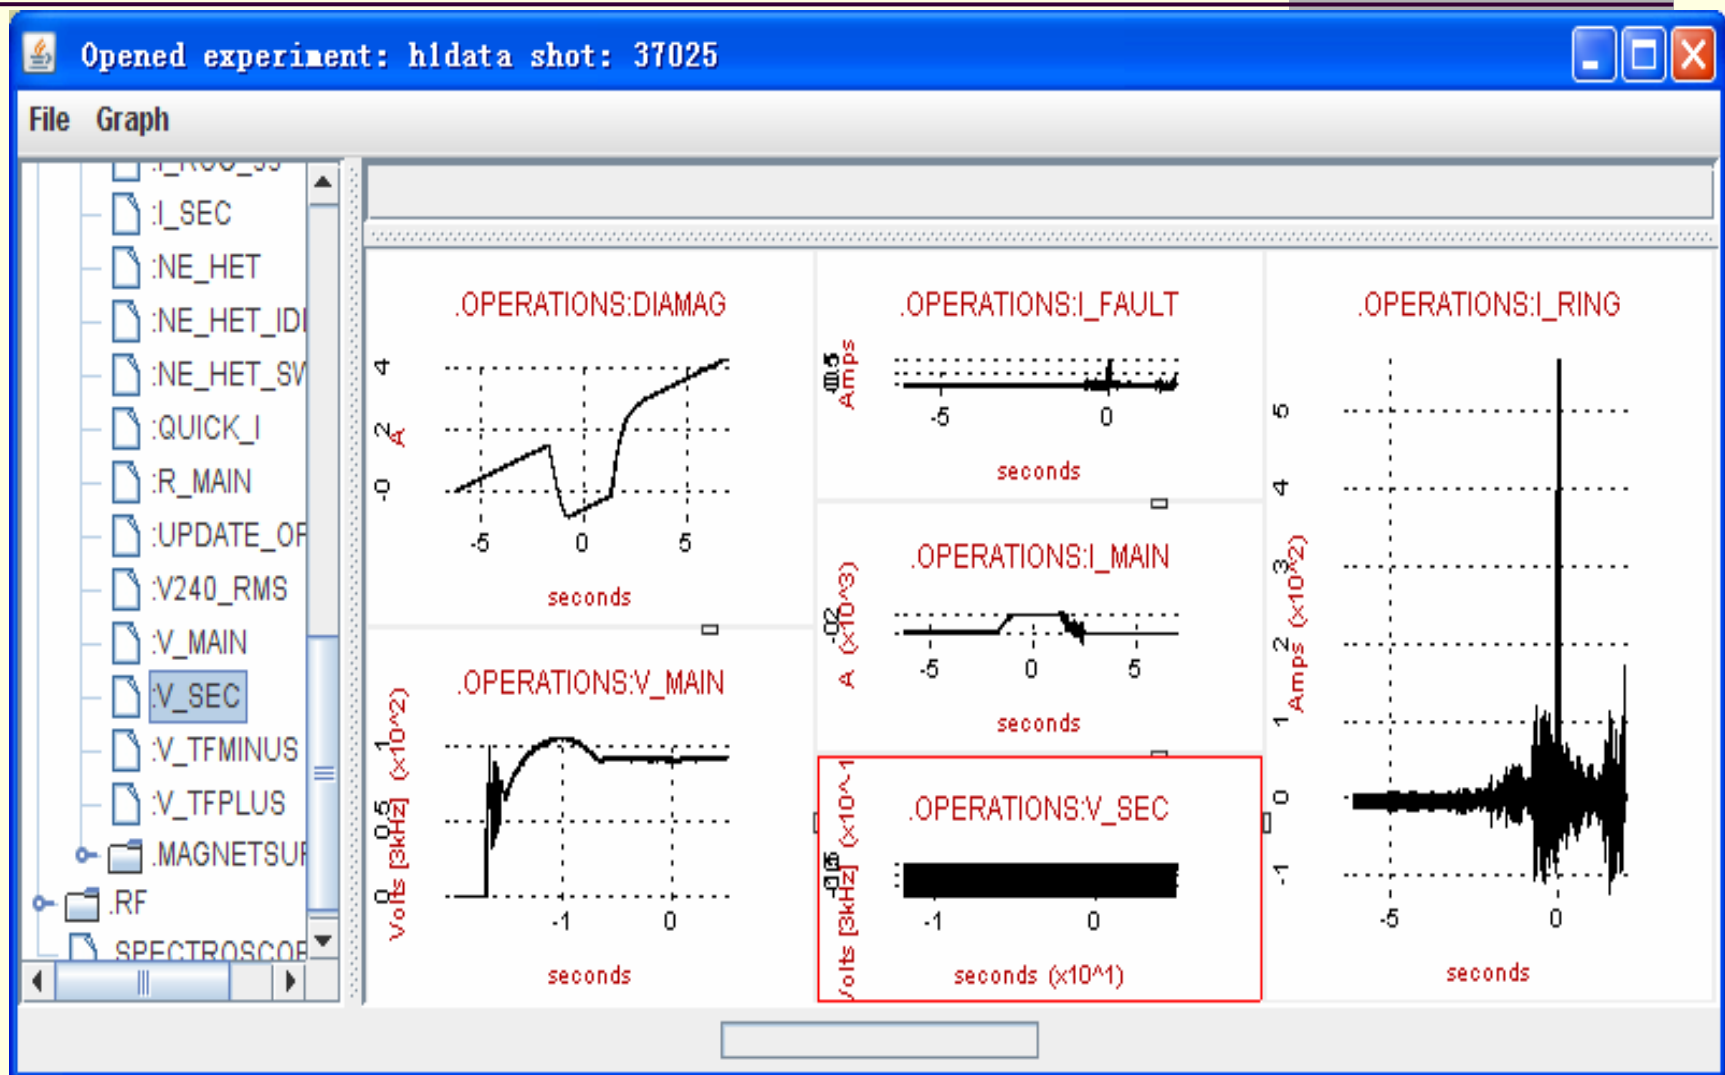 Opened experiment: h1data shot: 37025
File Graph
:I_SEC
:NE_HET
:NE_HET_IDI
:NE_HET_SW
:QUICK_I
:R_MAIN
:UPDATE_OF
:V240_RMS
:V_MAIN
:V_SEC
:V_TFMINUS
:V_TFPLUS
.MAGNETSUF
.RF
SPECTROSCOF
.OPERATIONS:DIAMAG
4
2
-0
A
-5 0 5
seconds
.OPERATIONS:V_MAIN
1
0.5
0
Volts [3kHz] (x10^2)
-1 0
seconds
.OPERATIONS:I_FAULT
Amps
-5 0
seconds
.OPERATIONS:I_MAIN
A (x10^3)
-5 0 5
seconds
.OPERATIONS:V_SEC
Volts [3kHz] (x10^-1
-1 0
seconds (x10^1)
.OPERATIONS:I_RING
5
4
3
2
1
0
-1
Amps (x10^2)
-5 0
seconds